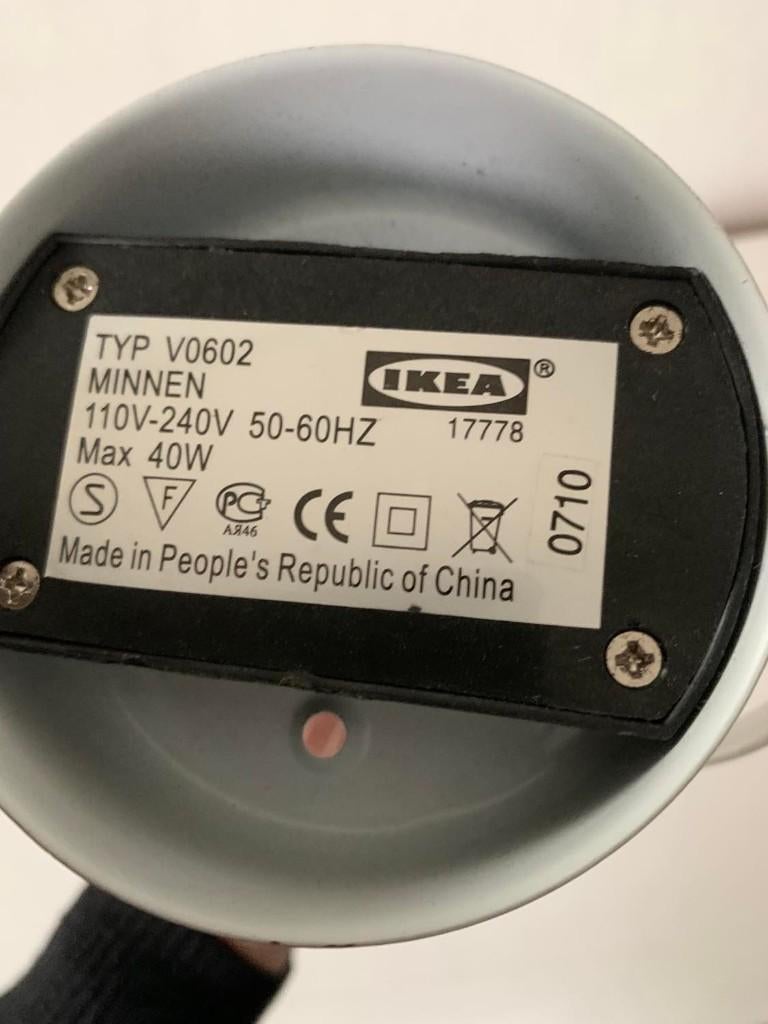 TYP V0602
MINNEN
110V-240V 50-60HZ
Max 40W
IKEA®
17778
S F PC+ АЯ46 CE
0710
Made in People's Republic of China